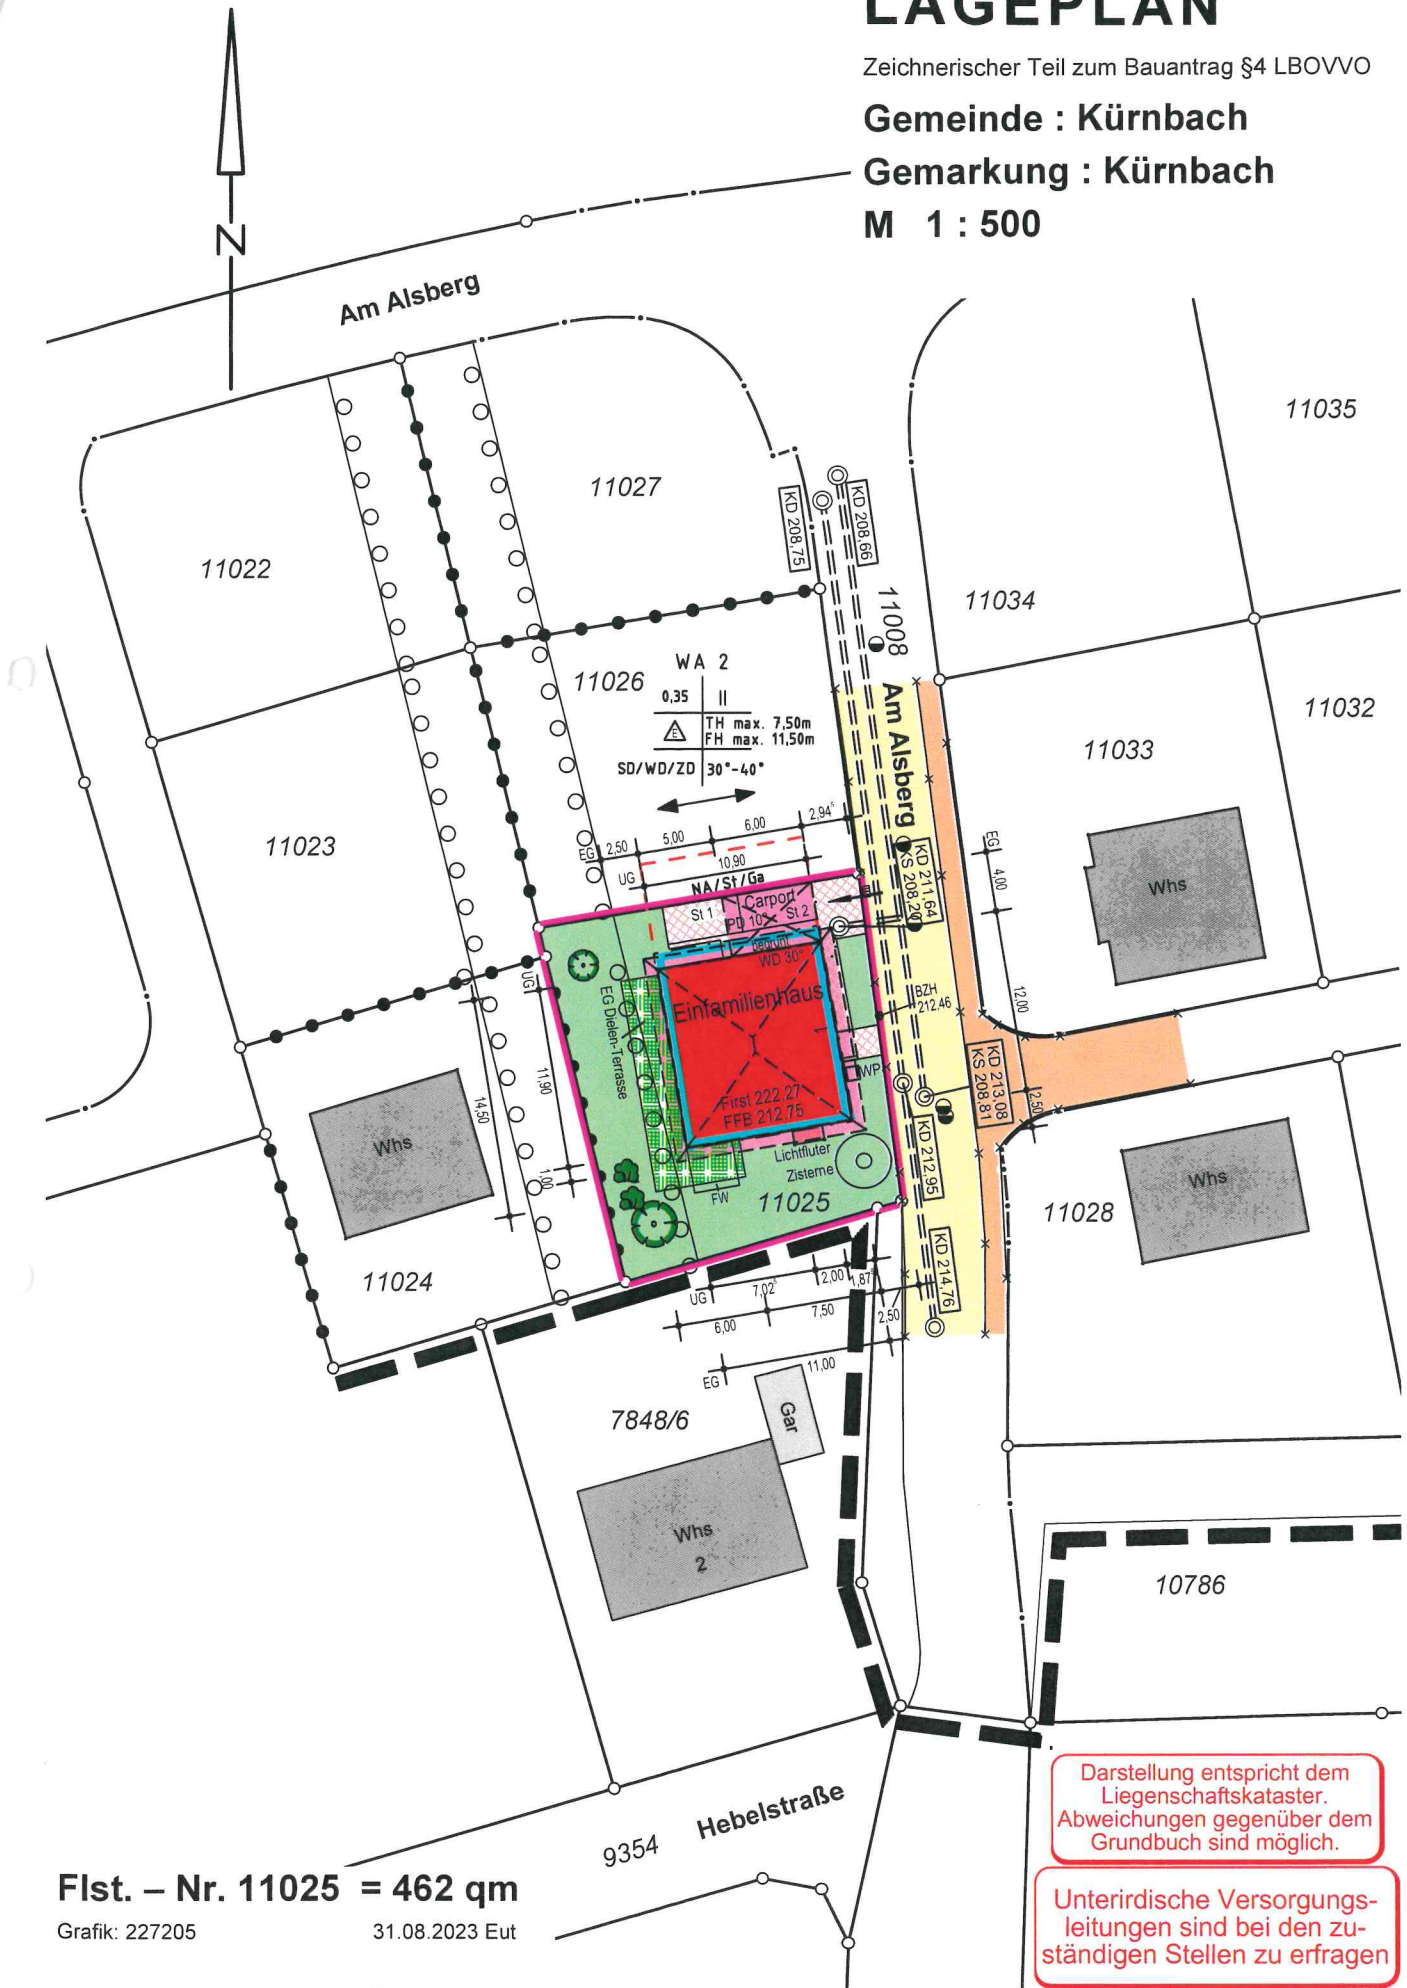 LAGEPLAN
Zeichnerischer Teil zum Bauantrag §4 LBOVVO
Gemeinde : Kürnbach
Gemarkung : Kürnbach
M 1 : 500
N
Am Alsberg
11035
11027
11022
KD 208,75
KD 208,66
11008
11034
WA 2
11026
0,35 II
E
TH max. 7,50m
FH max. 11,50m
SD/WD/ZD 30°-40°
Am Alsberg
11032
11033
11023
EG 2,50 5,00 6,00 2,94⁵
UG 10,90
NA/St/Ga
KD 211,64
KS 208,20
EG 4,00
Whs
St 1
Carport
PD 10° St 2
begrünt
WD 30°
UG
Einfamilienhaus
EG Dielen-Terrasse
BZH
212,46
12,00
11,90
14,50
WP
KD 213,08
KS 208,81
2,50
First 222,27
FFB 212,75
Whs
Lichtfluter
Zisterne
KD 212,95
1,00
FW
11025
Whs
11028
11024
KD 214,76
UG 7,02⁵ 2,00 1,87⁵
6,00 7,50 2,50
EG 11,00
7848/6
Gar
Whs
2
10786
Hebelstraße
9354
Darstellung entspricht dem
Liegenschaftskataster.
Abweichungen gegenüber dem
Grundbuch sind möglich.
Flst. – Nr. 11025 = 462 qm
Grafik: 227205 31.08.2023 Eut
Unterirdische Versorgungs-
leitungen sind bei den zu-
ständigen Stellen zu erfragen